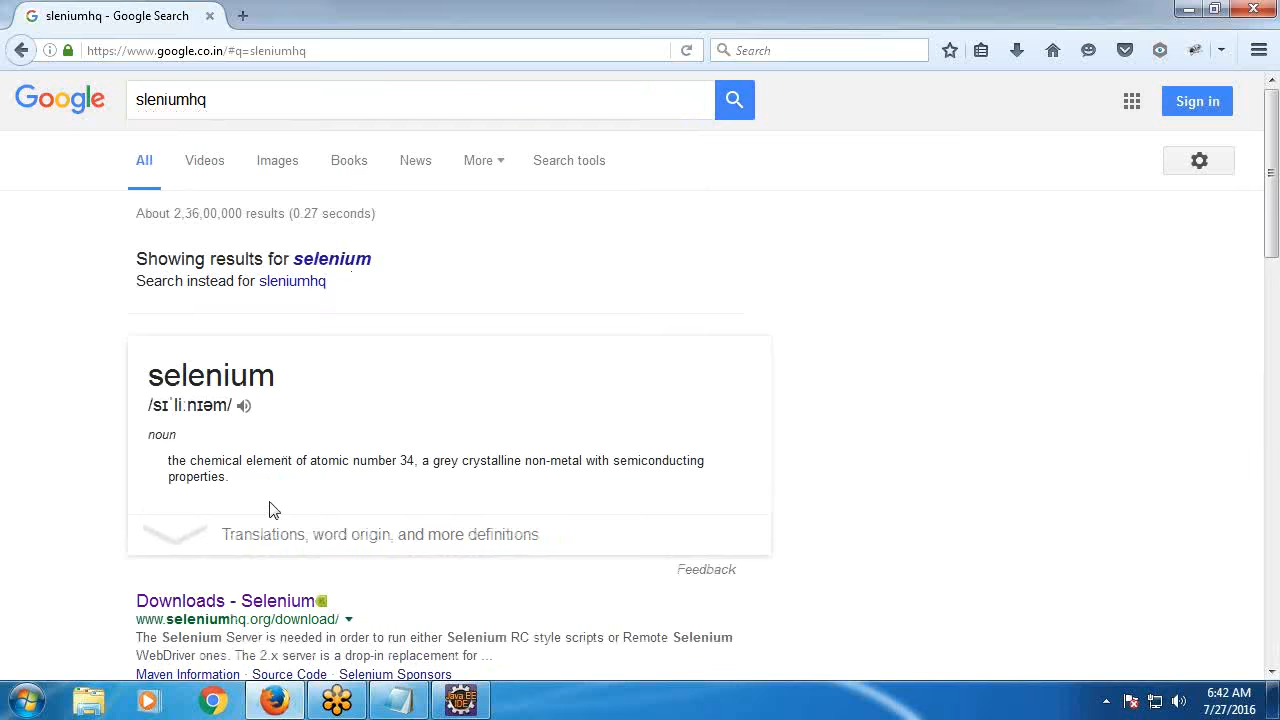 sleniumhq - Google Search
https://www.google.co.in/#q=sleniumhq
Search
Google
sleniumhq
Sign in
All Videos Images Books News More Search tools
About 2,36,00,000 results (0.27 seconds)
Showing results for selenium
Search instead for sleniumhq
selenium
/sɪˈliːnɪəm/
noun
the chemical element of atomic number 34, a grey crystalline non-metal with semiconducting
properties.
Translations, word origin, and more definitions
Feedback
Downloads - Selenium
www.seleniumhq.org/download/
The Selenium Server is needed in order to run either Selenium RC style scripts or Remote Selenium
WebDriver ones. The 2.x server is a drop-in replacement for ...
Maven Information · Source Code · Selenium Sponsors
Java EE
IDE
6:42 AM
7/27/2016